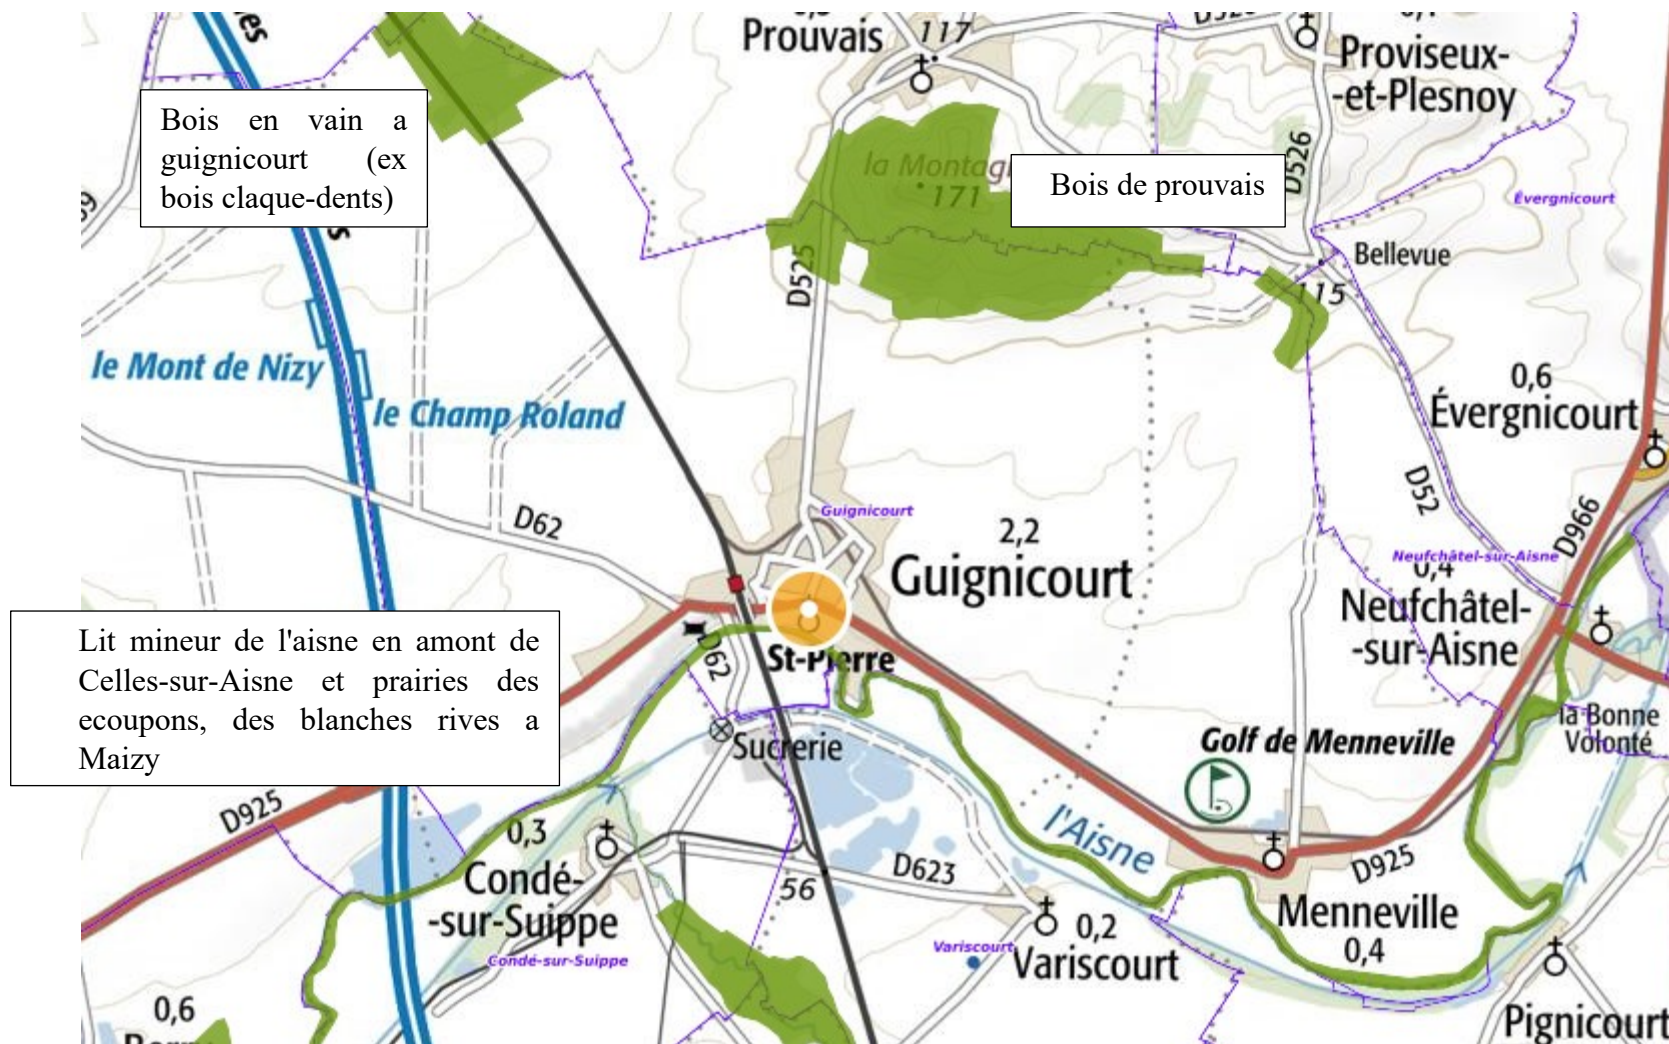 Prouvais
117
Proviseux-
-et-Plesnoy
Bois en vain a
guignicourt (ex
bois claque-dents)
la Montag
171
Bois de prouvais
D526
Évergnicourt
Bellevue
115
D525
le Mont de Nizy
le Champ Roland
0,6
Évergnicourt
D62
Guignicourt
2,2
Guignicourt
D52
D966
Neufchâtel-sur-Aisne
0,4
Neufchâtel-
-sur-Aisne
Lit mineur de l'aisne en amont de
Celles-sur-Aisne et prairies des
ecoupons, des blanches rives a
Maizy
D62
St-Pierre
Sucrerie
la Bonne
Volonté
Golf de Menneville
l'Aisne
D925
0,3
Condé-
-sur-Suippe
Condé-sur-Suippe
56
D623
D925
Menneville
0,4
0,2
Variscourt
Variscourt
0,6
Pignicourt